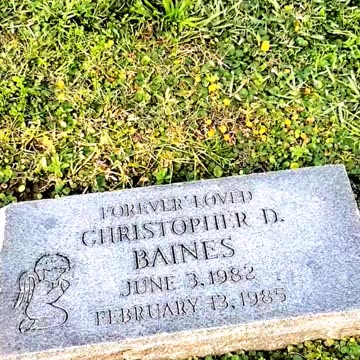 FOREVER LOVED
CHRISTOPHER D.
BAINES
JUNE 3, 1982
FEBRUARY 13, 1985